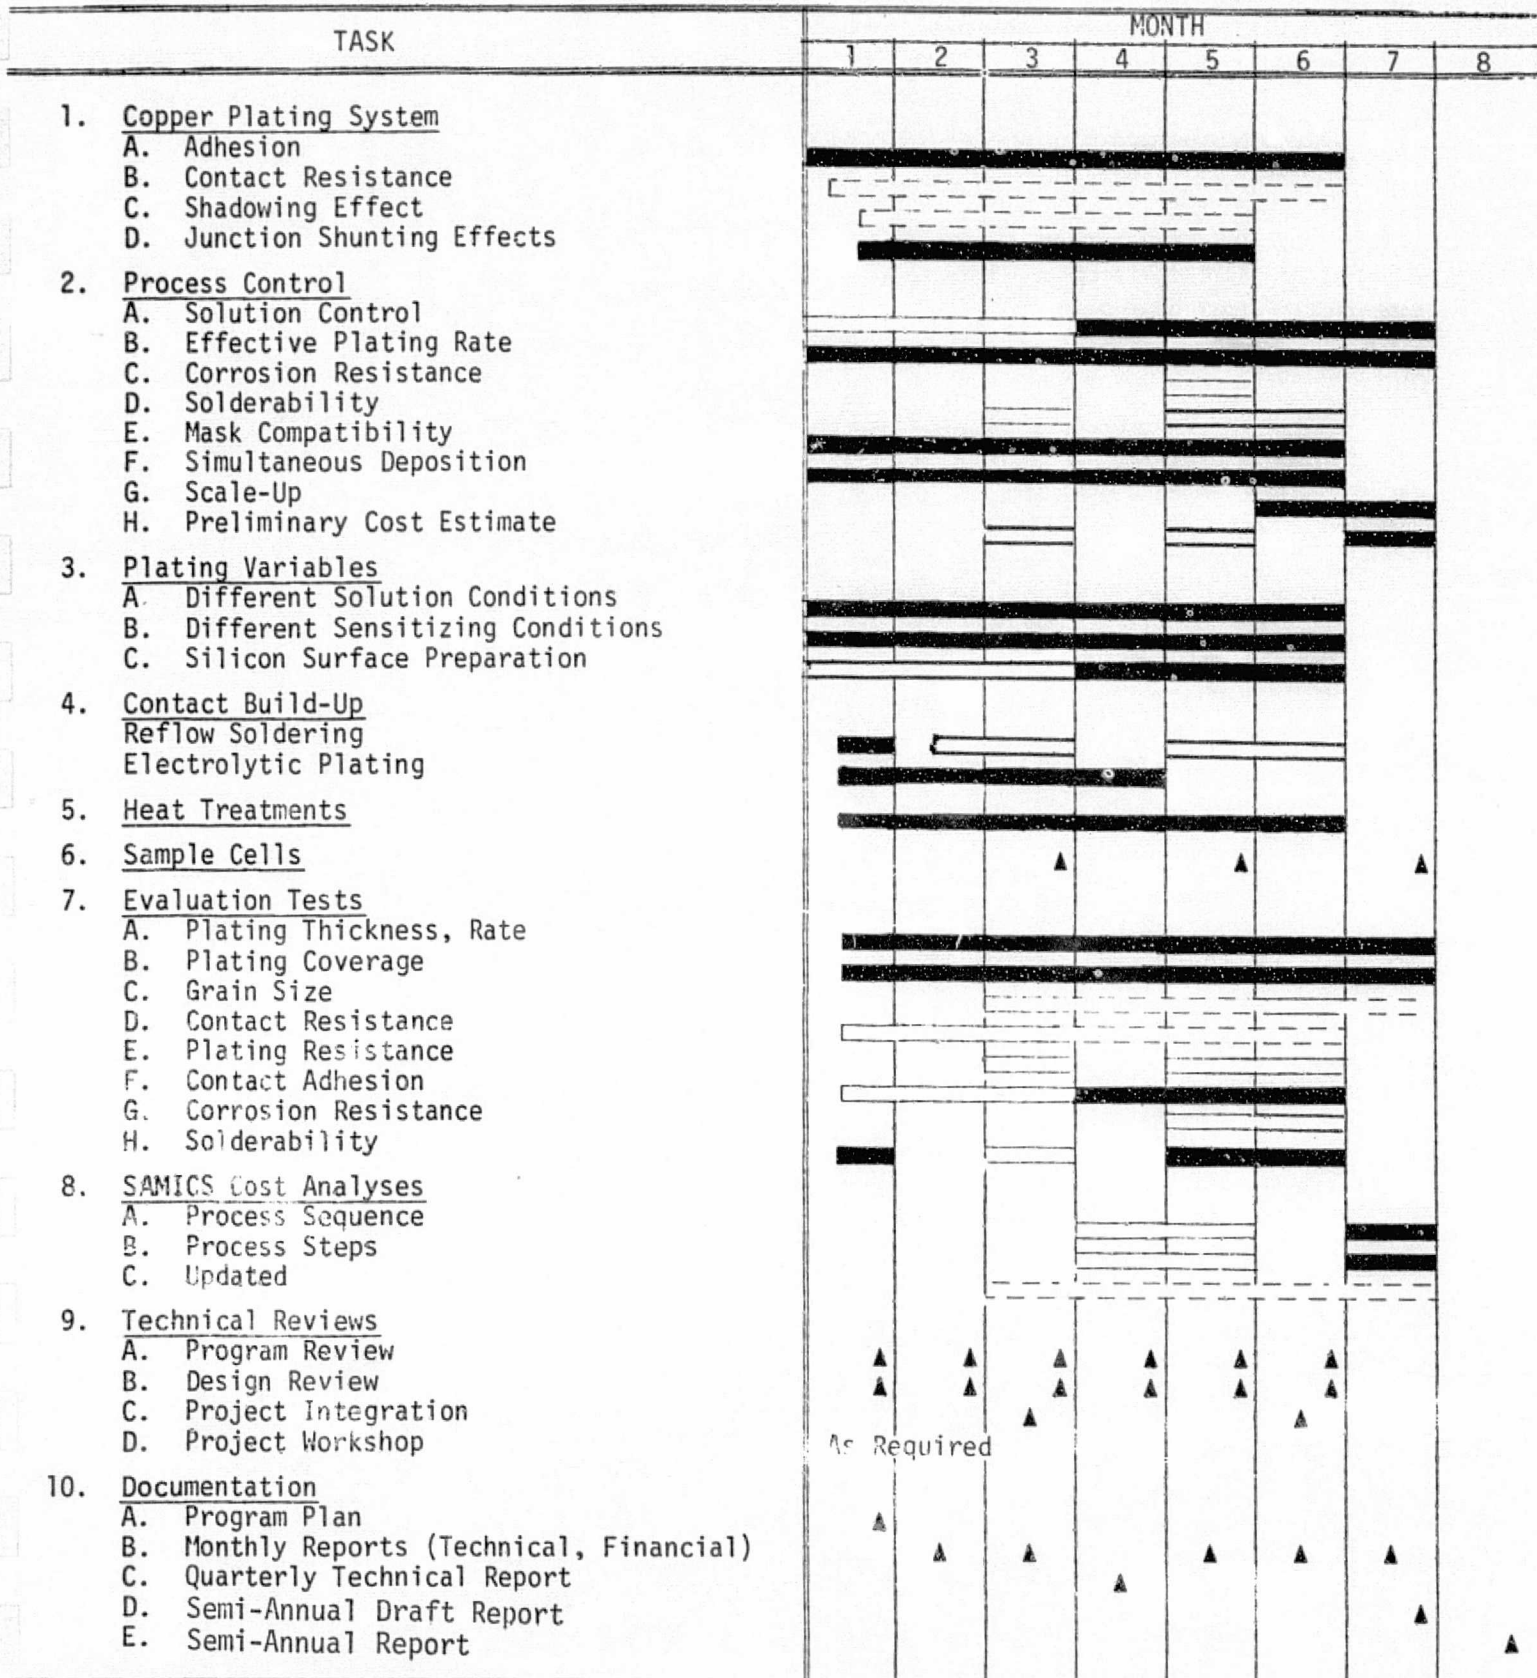 TASK
MONTH
1 2 3 4 5 6 7 8
1. Copper Plating System
A. Adhesion
B. Contact Resistance
C. Shadowing Effect
D. Junction Shunting Effects
2. Process Control
A. Solution Control
B. Effective Plating Rate
C. Corrosion Resistance
D. Solderability
E. Mask Compatibility
F. Simultaneous Deposition
G. Scale-Up
H. Preliminary Cost Estimate
3. Plating Variables
A. Different Solution Conditions
B. Different Sensitizing Conditions
C. Silicon Surface Preparation
4. Contact Build-Up
Reflow Soldering
Electrolytic Plating
5. Heat Treatments
6. Sample Cells
7. Evaluation Tests
A. Plating Thickness, Rate
B. Plating Coverage
C. Grain Size
D. Contact Resistance
E. Plating Resistance
F. Contact Adhesion
G. Corrosion Resistance
H. Solderability
8. SAMICS Cost Analyses
A. Process Sequence
B. Process Steps
C. Updated
9. Technical Reviews
A. Program Review
B. Design Review
C. Project Integration
D. Project Workshop As Required
10. Documentation
A. Program Plan
B. Monthly Reports (Technical, Financial)
C. Quarterly Technical Report
D. Semi-Annual Draft Report
E. Semi-Annual Report